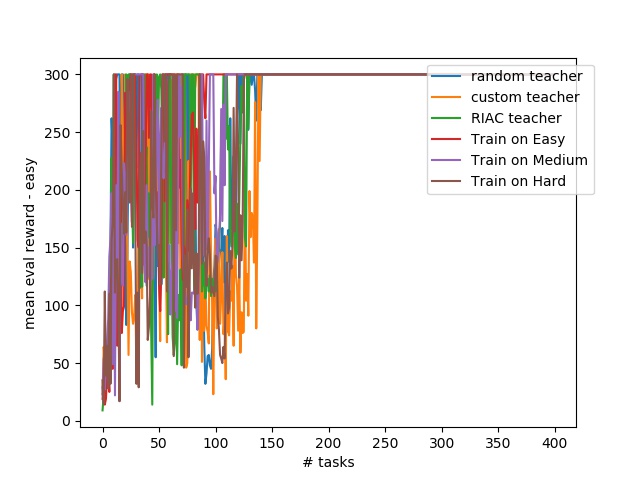 300
250
200
150
100
50
0
mean eval reward - easy
random teacher
custom teacher
RIAC teacher
Train on Easy
Train on Medium
Train on Hard
0 50 100 150 200 250 300 350 400
# tasks